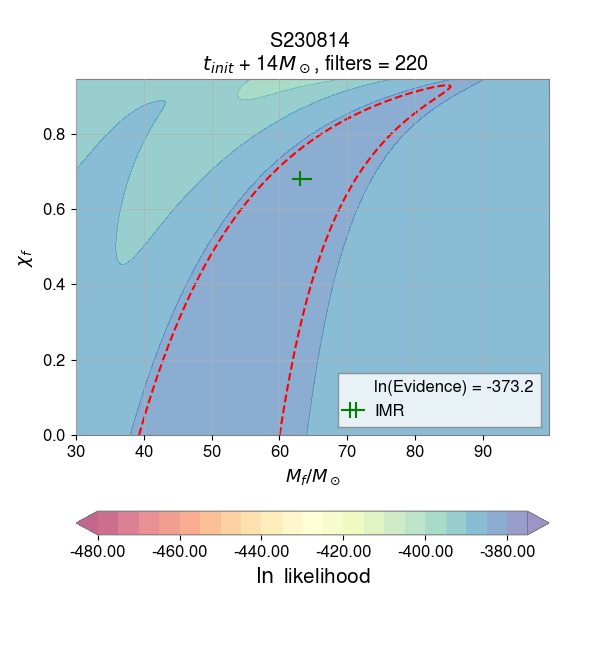 S230814
t_init + 14M_⊙, filters = 220
0.8
0.6
0.4
0.2
0.0
χ_f
30 40 50 60 70 80 90
M_f/M_⊙
ln(Evidence) = -373.2
IMR
-480.00 -460.00 -440.00 -420.00 -400.00 -380.00
ln likelihood